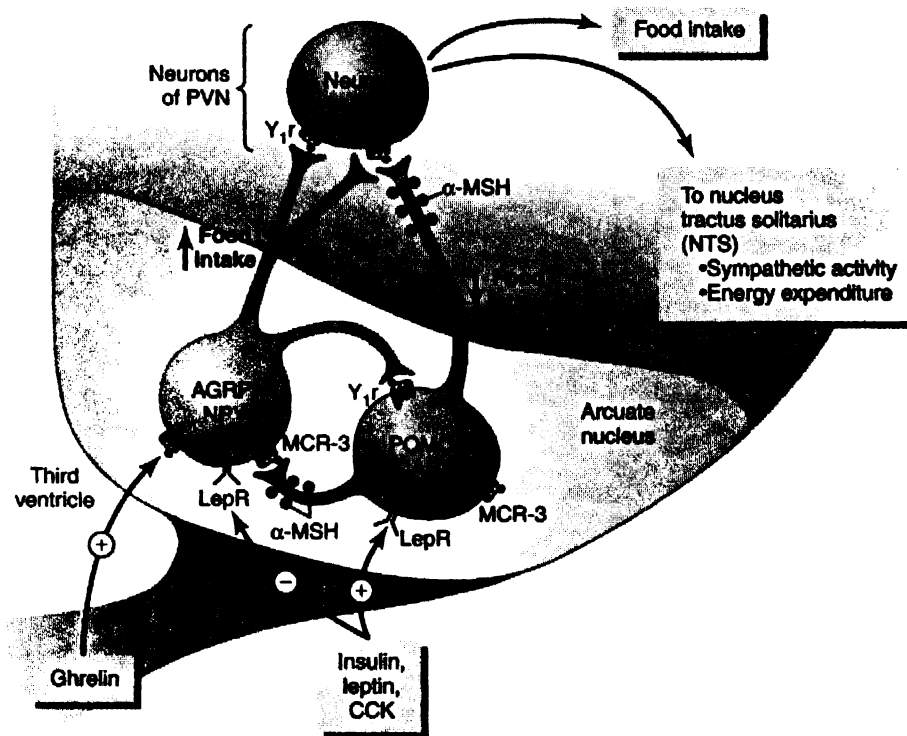 Food intake
Neurons
of PVN
Y₁r
α-MSH
To nucleus
tractus solitarius
(NTS)
•Sympathetic activity
•Energy expenditure
Food
Intake
Y₁r
Arcuate
nucleus
MCR-3
Third
ventricle
LepR
α-MSH
LepR
MCR-3
+
−
+
Ghrelin
Insulin,
leptin,
CCK